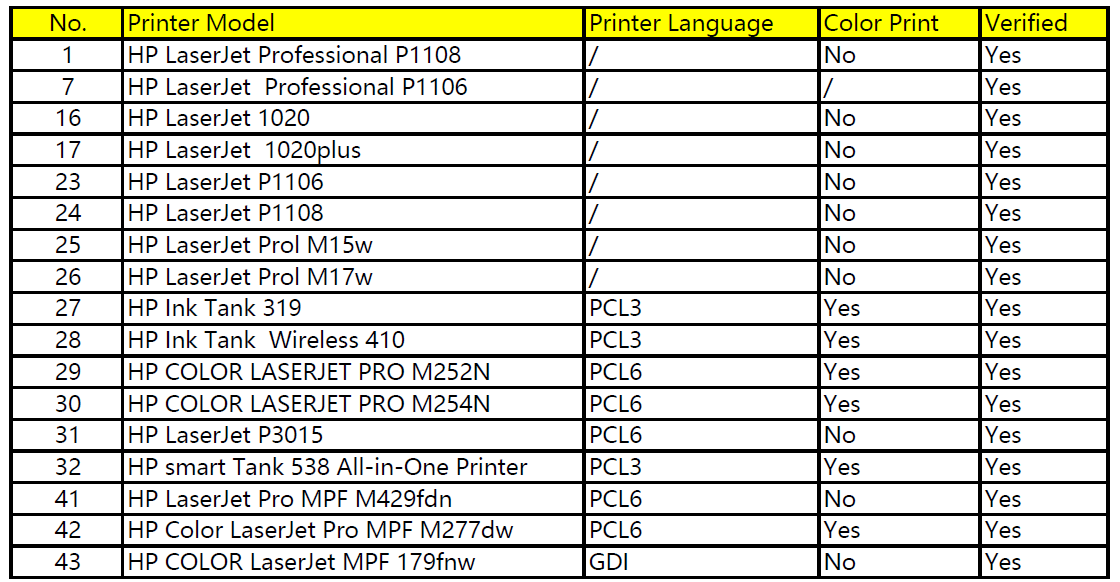 No. Printer Model Printer Language Color Print Verified
1 HP LaserJet Professional P1108 / No Yes
7 HP LaserJet  Professional P1106 / / Yes
16 HP LaserJet 1020 / No Yes
17 HP LaserJet  1020plus / No Yes
23 HP LaserJet P1106 / No Yes
24 HP LaserJet P1108 / No Yes
25 HP LaserJet Prol M15w / No Yes
26 HP LaserJet Prol M17w / No Yes
27 HP Ink Tank 319 PCL3 Yes Yes
28 HP Ink Tank  Wireless 410 PCL3 Yes Yes
29 HP COLOR LASERJET PRO M252N PCL6 Yes Yes
30 HP COLOR LASERJET PRO M254N PCL6 Yes Yes
31 HP LaserJet P3015 PCL6 No Yes
32 HP smart Tank 538 All-in-One Printer PCL3 Yes Yes
41 HP LaserJet Pro MPF M429fdn PCL6 No Yes
42 HP Color LaserJet Pro MPF M277dw PCL6 Yes Yes
43 HP COLOR LaserJet MPF 179fnw GDI No Yes